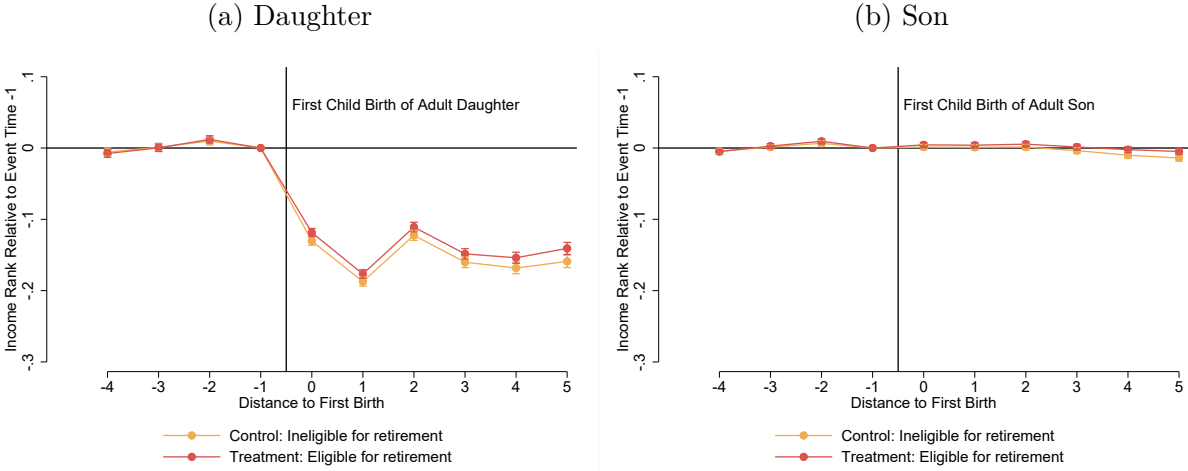 (a) Daughter
Income Rank Relative to Event Time -1
.1
0
-.1
-.2
-.3
First Child Birth of Adult Daughter
-4 -3 -2 -1 0 1 2 3 4 5
Distance to First Birth
Control: Ineligible for retirement
Treatment: Eligible for retirement
(b) Son
Income Rank Relative to Event Time -1
.1
0
-.1
-.2
-.3
First Child Birth of Adult Son
-4 -3 -2 -1 0 1 2 3 4 5
Distance to First Birth
Control: Ineligible for retirement
Treatment: Eligible for retirement